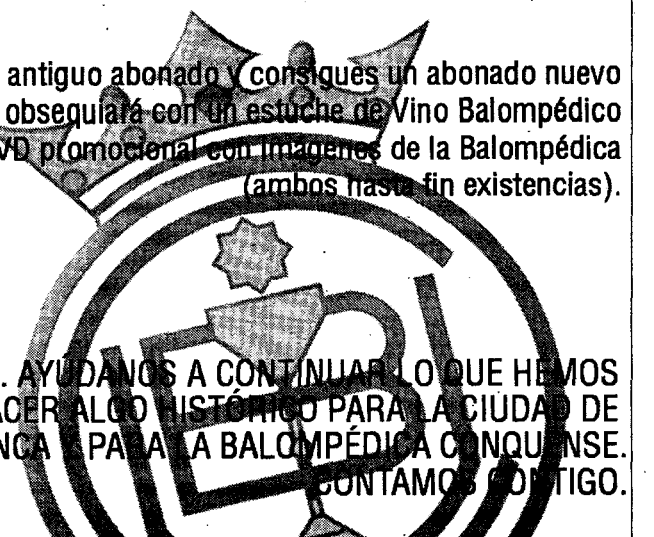 antiguo abonado y consigues un abonado nuevo
obsequiará con un estuche de Vino Balompédico
VD promocional con imágenes de la Balompédica
(ambos hasta fin existencias).
. AYÚDANOS A CONTINUAR LO QUE HEMOS
ACER ALGO HISTÓRICO PARA LA CIUDAD DE
NCA Y PARA LA BALOMPÉDICA CONQUENSE.
CONTAMOS CONTIGO.